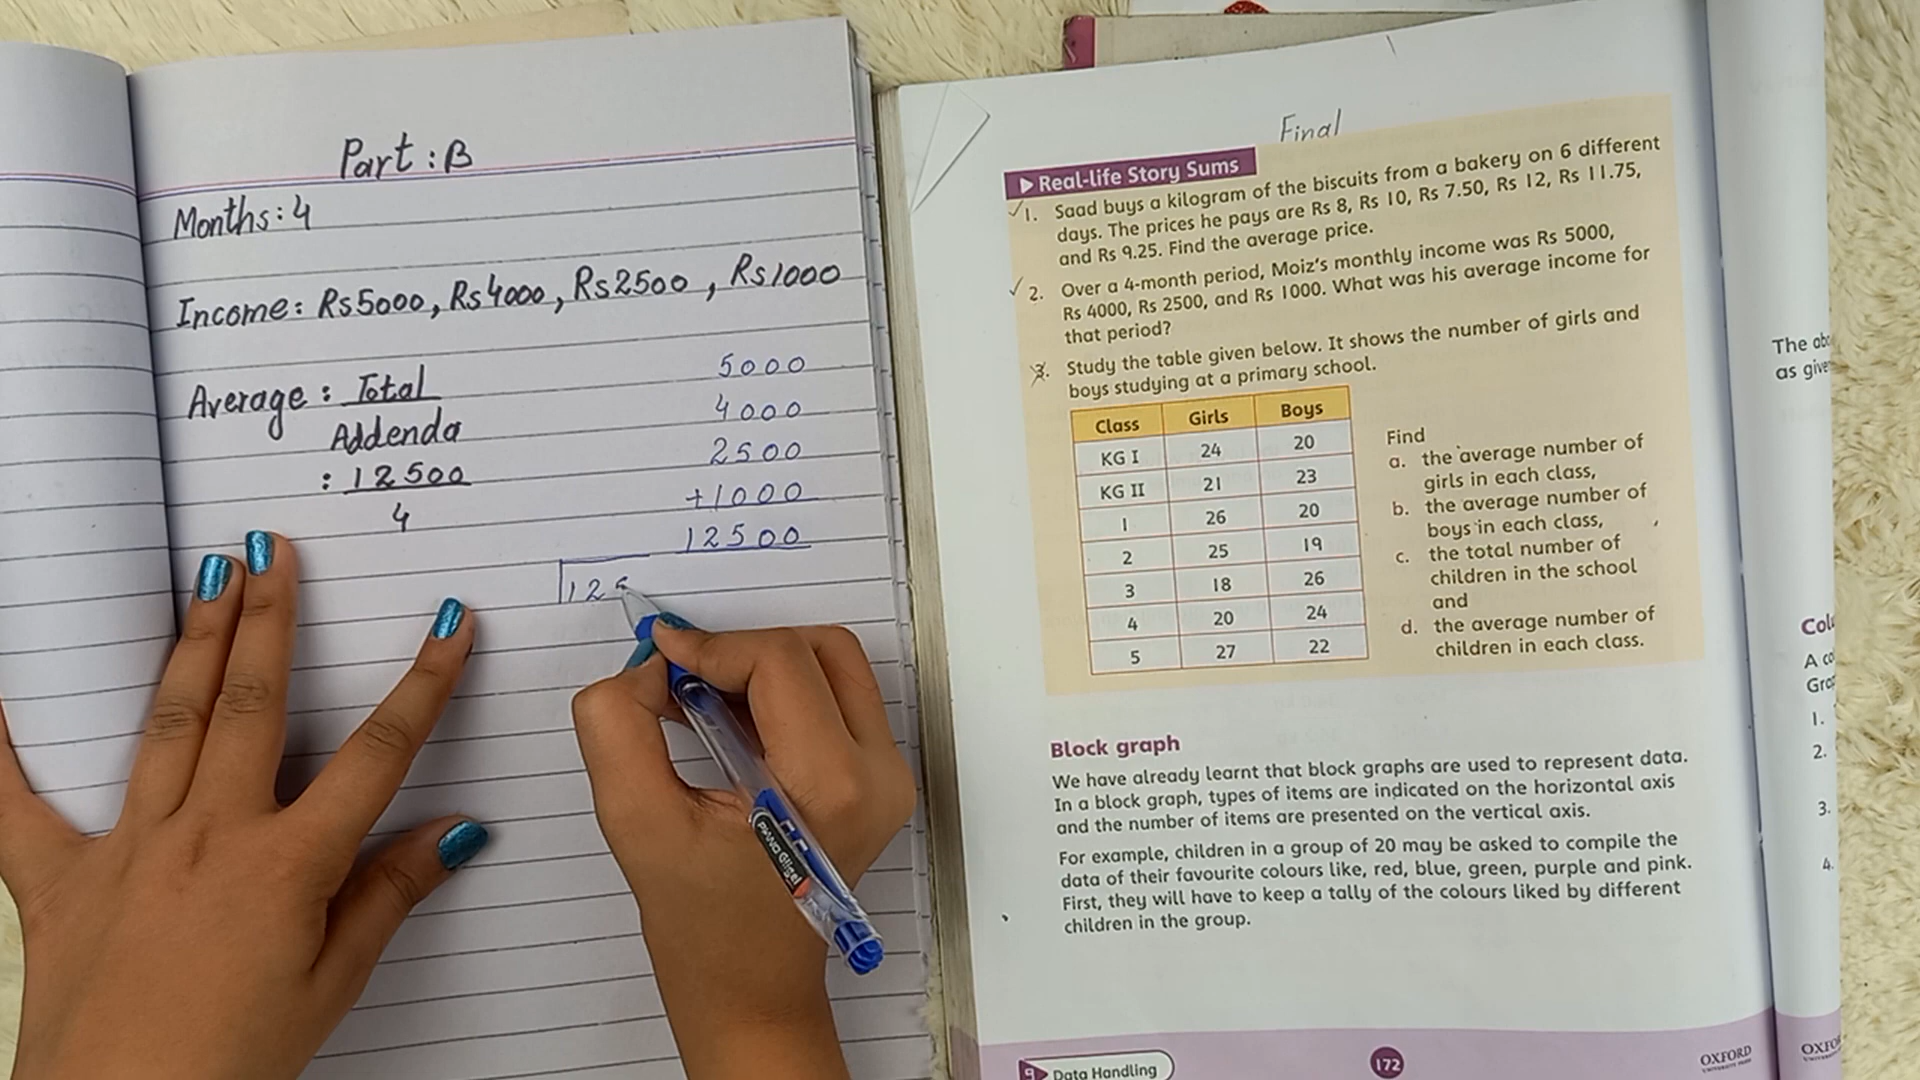 Part : B
Months : 4
Income : Rs5000, Rs4000, Rs2500, Rs1000
Average : Total
Addenda
: 12500
4
5000
4000
2500
+1000
12500
12
Final
Real-life Story Sums
1. Saad buys a kilogram of the biscuits from a bakery on 6 different
days. The prices he pays are Rs 8, Rs 10, Rs 7.50, Rs 12, Rs 11.75,
and Rs 9.25. Find the average price.
2. Over a 4-month period, Moiz's monthly income was Rs 5000,
Rs 4000, Rs 2500, and Rs 1000. What was his average income for
that period?
3. Study the table given below. It shows the number of girls and
boys studying at a primary school.
Class Girls Boys
KG I 24 20
KG II 21 23
1 26 20
2 25 19
3 18 26
4 20 24
5 27 22
Find
a. the average number of
girls in each class,
b. the average number of
boys in each class,
c. the total number of
children in the school
and
d. the average number of
children in each class.
Block graph
We have already learnt that block graphs are used to represent data.
In a block graph, types of items are indicated on the horizontal axis
and the number of items are presented on the vertical axis.
For example, children in a group of 20 may be asked to compile the
data of their favourite colours like, red, blue, green, purple and pink.
First, they will have to keep a tally of the colours liked by different
children in the group.
9 Data Handling
172
OXFORD
The
as
A
1.
2.
3.
4.
PIANO Gligel